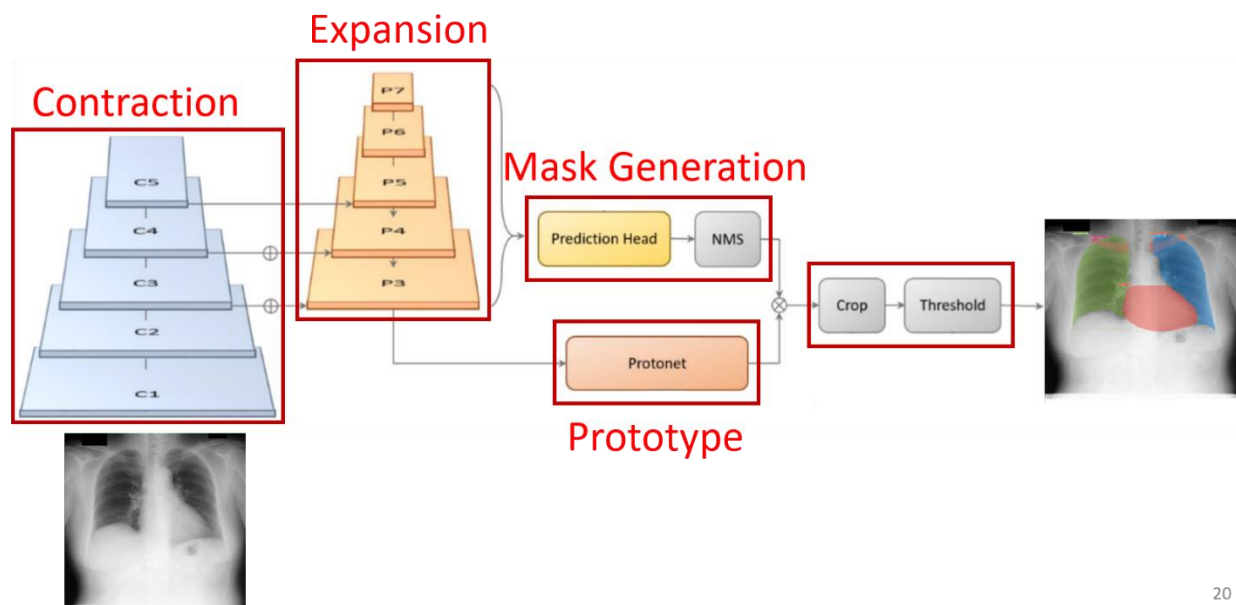 Expansion
Contraction
P7
P6
P5
P4
P3
C5
C4
C3
C2
C1
Mask Generation
Prediction Head
NMS
Crop
Threshold
Protonet
Prototype
20